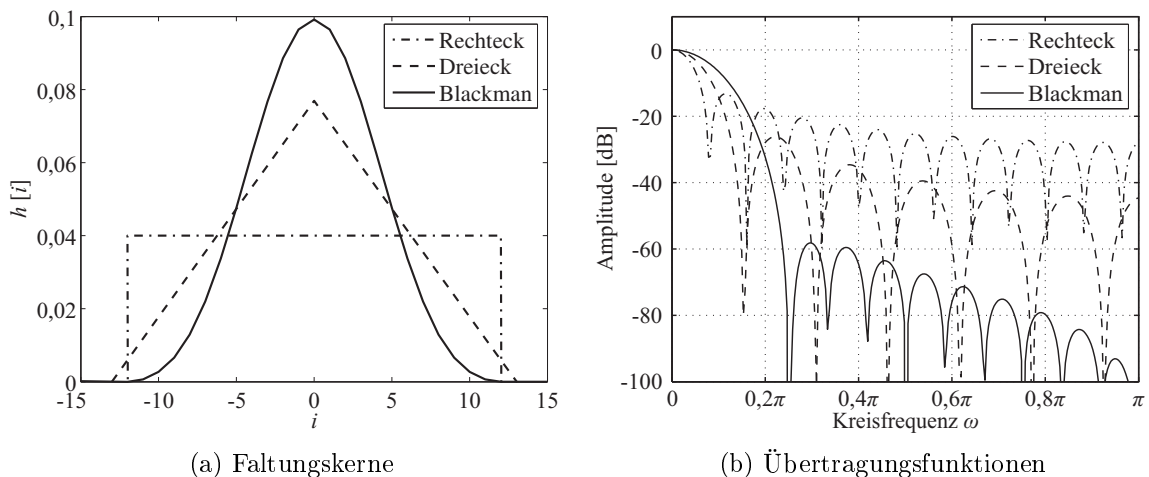 0,1
0,08
0,06
0,04
0,02
0
h [i]
-15
-10
-5
0
5
10
15
i
Rechteck
Dreieck
Blackman
(a) Faltungskerne
0
-20
-40
-60
-80
-100
Amplitude [dB]
0
0,2π
0,4π
0,6π
0,8π
π
Kreisfrequenz ω
Rechteck
Dreieck
Blackman
(b) Übertragungsfunktionen